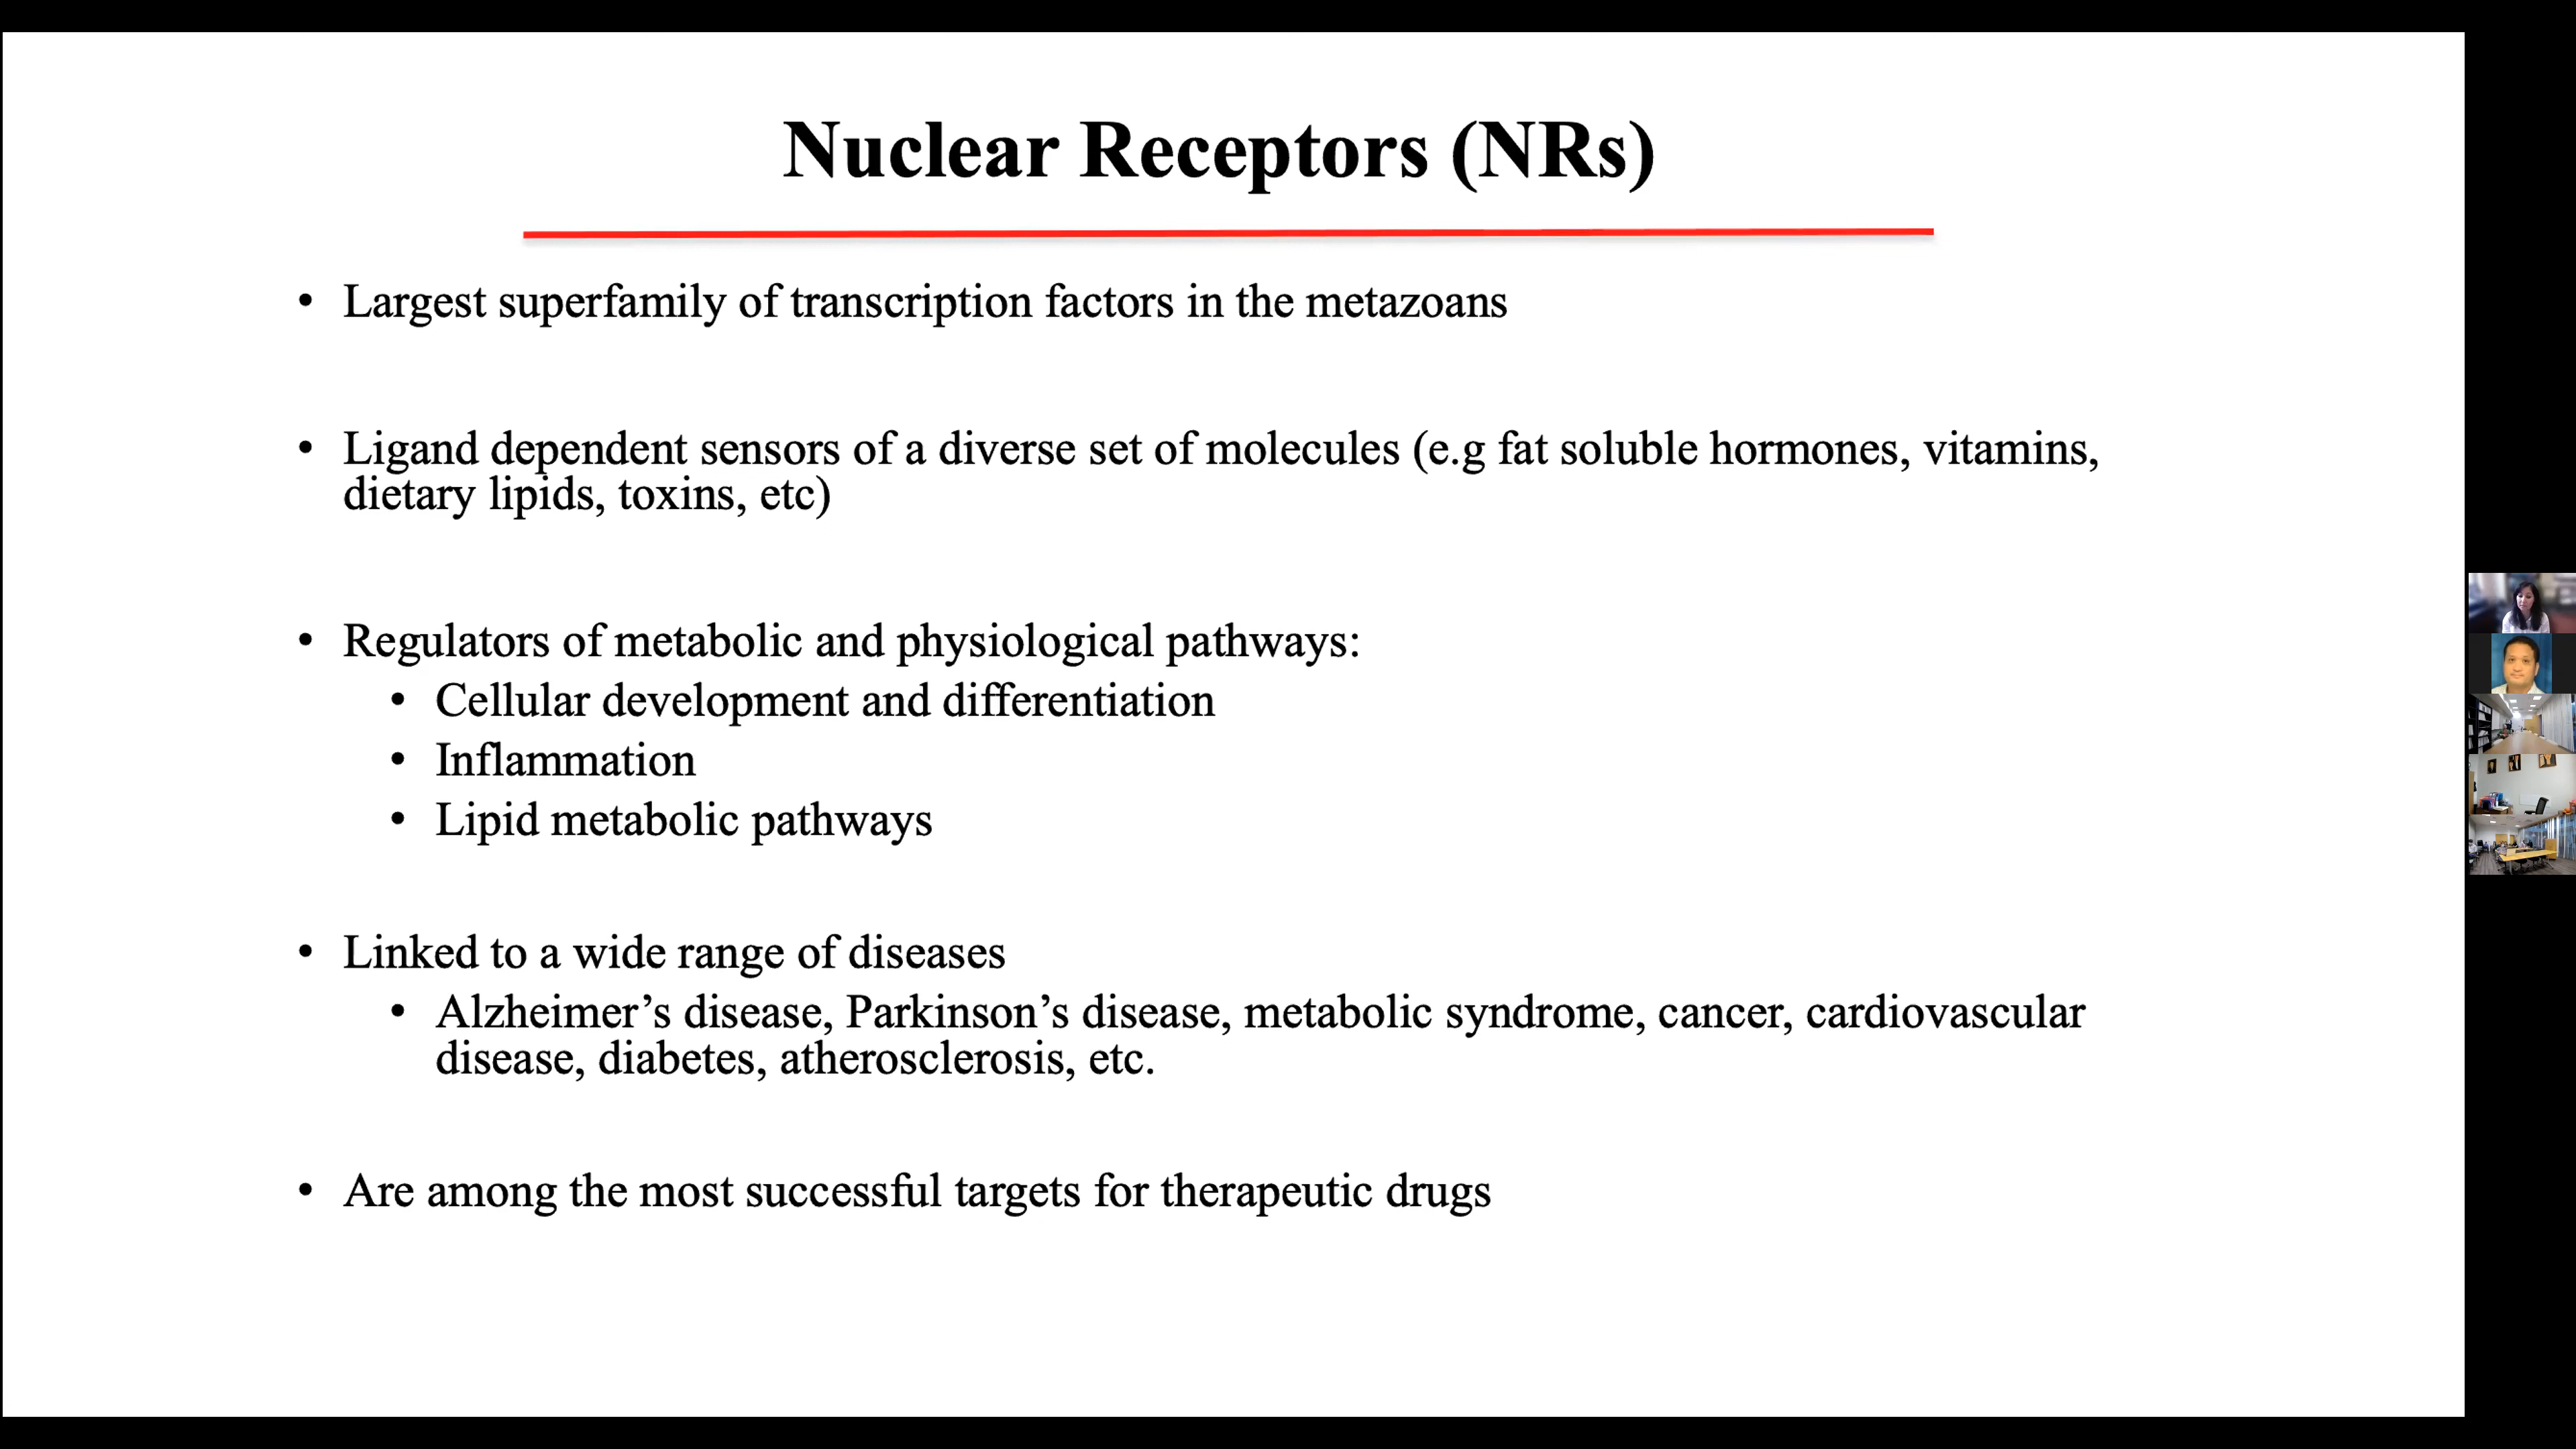 Nuclear Receptors (NRs)
• Largest superfamily of transcription factors in the metazoans
• Ligand dependent sensors of a diverse set of molecules (e.g fat soluble hormones, vitamins,
dietary lipids, toxins, etc)
• Regulators of metabolic and physiological pathways:
• Cellular development and differentiation
• Inflammation
• Lipid metabolic pathways
• Linked to a wide range of diseases
• Alzheimer’s disease, Parkinson’s disease, metabolic syndrome, cancer, cardiovascular
disease, diabetes, atherosclerosis, etc.
• Are among the most successful targets for therapeutic drugs